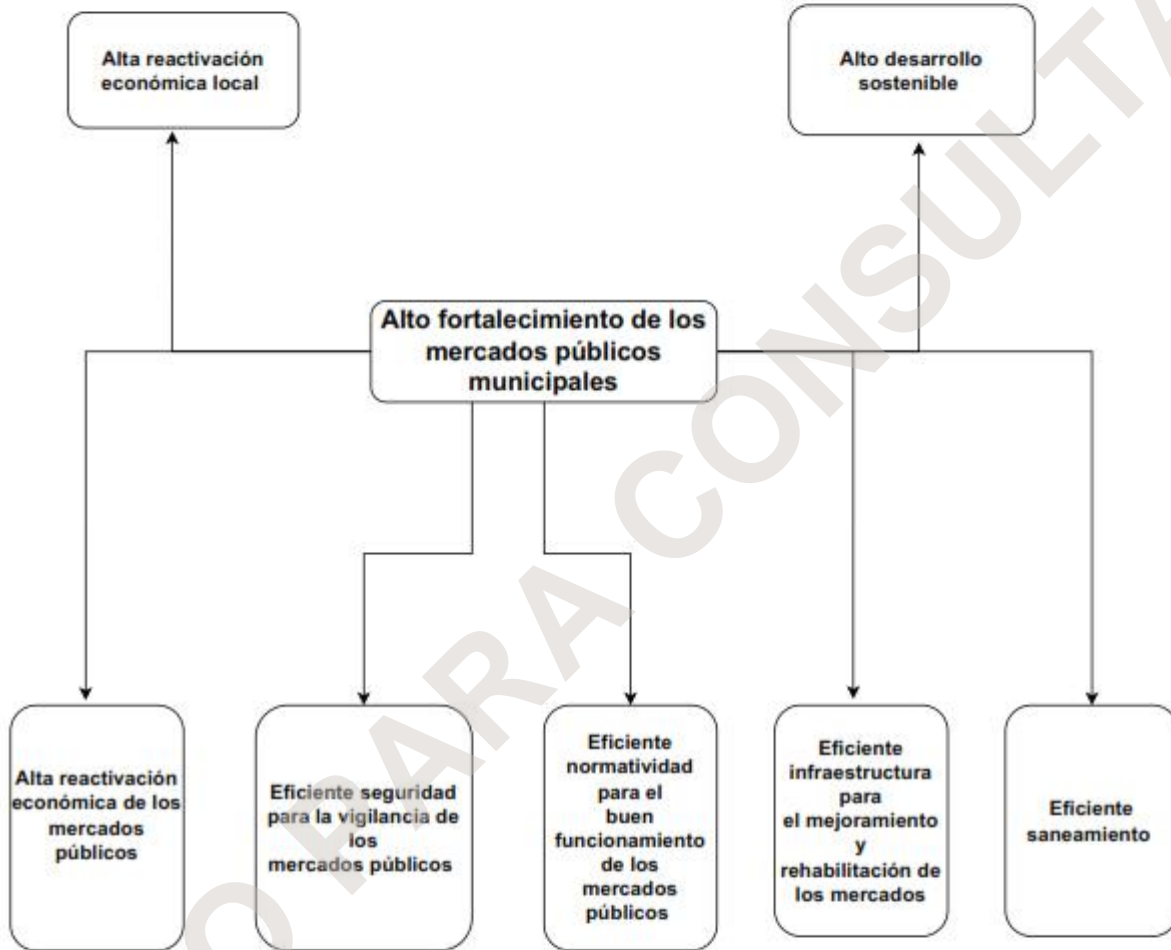 Alta reactivación
económica local
Alto desarrollo
sostenible
Alto fortalecimiento de los
mercados públicos
municipales
Alta reactivación
económica de los
mercados
públicos
Eficiente seguridad
para la vigilancia de
los
mercados públicos
Eficiente
normatividad
para el
buen
funcionamiento
de los
mercados
públicos
Eficiente
infraestructura
para
el mejoramiento
y
rehabilitación de
los mercados
Eficiente
saneamiento
PARA CONSULTA